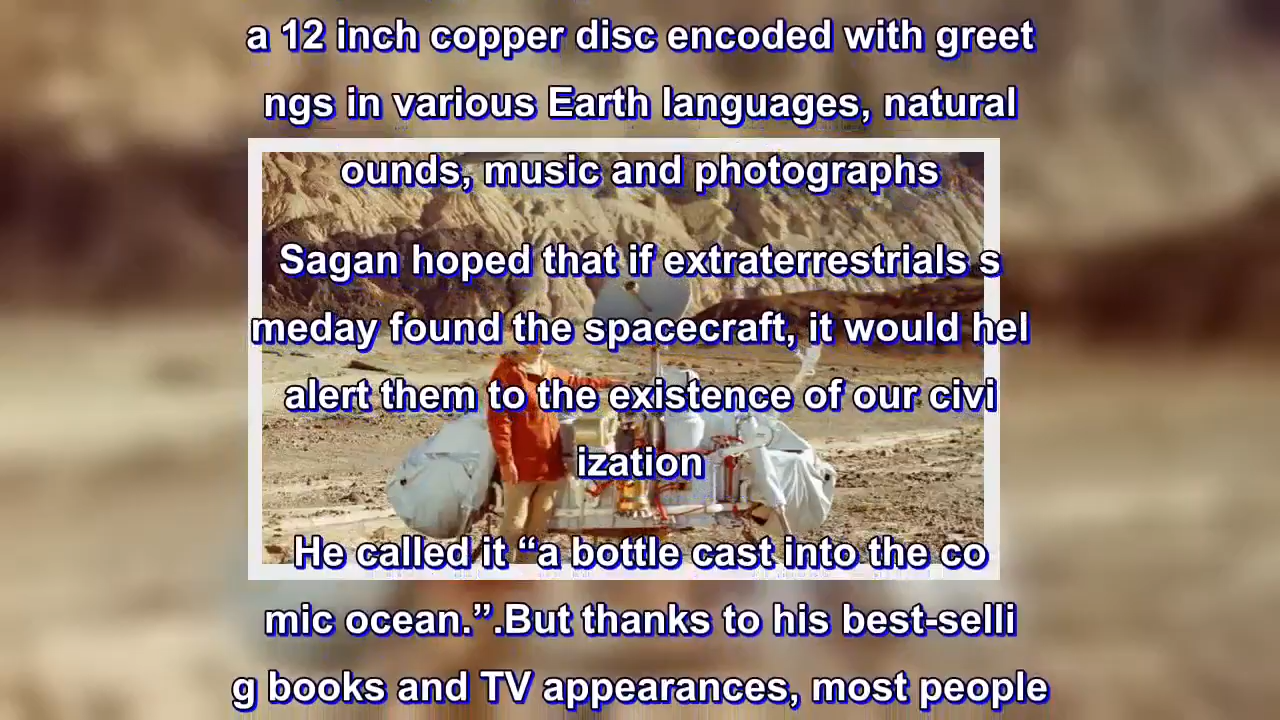 a 12 inch copper disc encoded with greet
ngs in various Earth languages, natural
ounds, music and photographs
Sagan hoped that if extraterrestrials s
meday found the spacecraft, it would hel
alert them to the existence of our civi
ization
He called it “a bottle cast into the co
mic ocean.”.But thanks to his best-selli
g books and TV appearances, most people